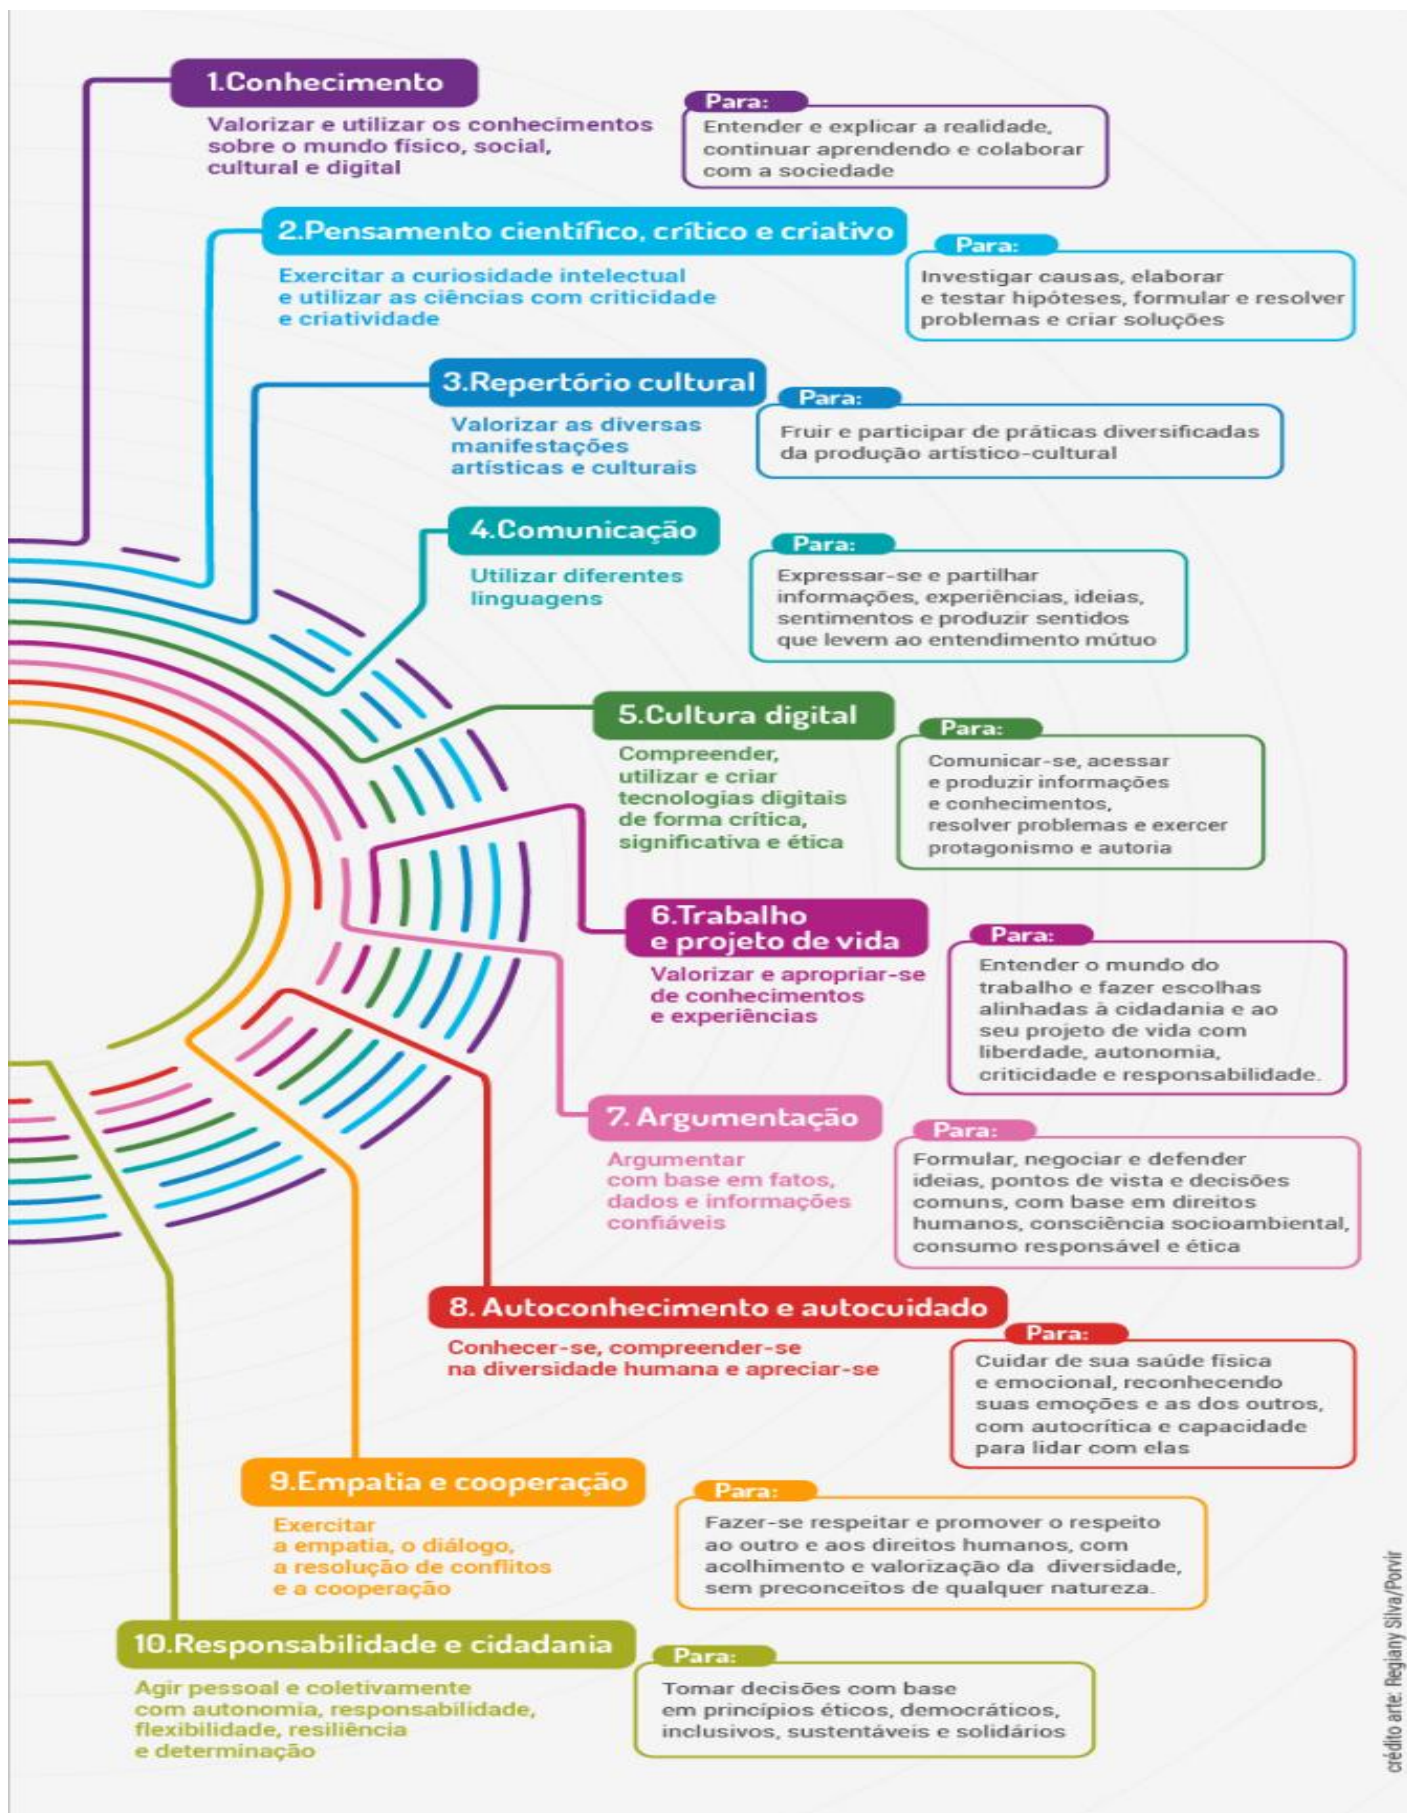 1.Conhecimento
Valorizar e utilizar os conhecimentos
sobre o mundo físico, social,
cultural e digital
Para:
Entender e explicar a realidade,
continuar aprendendo e colaborar
com a sociedade
2.Pensamento científico, crítico e criativo
Exercitar a curiosidade intelectual
e utilizar as ciências com criticidade
e criatividade
Para:
Investigar causas, elaborar
e testar hipóteses, formular e resolver
problemas e criar soluções
3.Repertório cultural
Valorizar as diversas
manifestações
artísticas e culturais
Para:
Fruir e participar de práticas diversificadas
da produção artístico-cultural
4.Comunicação
Utilizar diferentes
linguagens
Para:
Expressar-se e partilhar
informações, experiências, ideias,
sentimentos e produzir sentidos
que levem ao entendimento mútuo
5.Cultura digital
Compreender,
utilizar e criar
tecnologias digitais
de forma crítica,
significativa e ética
Para:
Comunicar-se, acessar
e produzir informações
e conhecimentos,
resolver problemas e exercer
protagonismo e autoria
6.Trabalho
e projeto de vida
Valorizar e apropriar-se
de conhecimentos
e experiências
Para:
Entender o mundo do
trabalho e fazer escolhas
alinhadas à cidadania e ao
seu projeto de vida com
liberdade, autonomia,
criticidade e responsabilidade.
7. Argumentação
Argumentar
com base em fatos,
dados e informações
confiáveis
Para:
Formular, negociar e defender
ideias, pontos de vista e decisões
comuns, com base em direitos
humanos, consciência socioambiental,
consumo responsável e ética
8. Autoconhecimento e autocuidado
Conhecer-se, compreender-se
na diversidade humana e apreciar-se
Para:
Cuidar de sua saúde física
e emocional, reconhecendo
suas emoções e as dos outros,
com autocrítica e capacidade
para lidar com elas
9.Empatia e cooperação
Exercitar
a empatia, o diálogo,
a resolução de conflitos
e a cooperação
Para:
Fazer-se respeitar e promover o respeito
ao outro e aos direitos humanos, com
acolhimento e valorização da diversidade,
sem preconceitos de qualquer natureza.
10.Responsabilidade e cidadania
Agir pessoal e coletivamente
com autonomia, responsabilidade,
flexibilidade, resiliência
e determinação
Para:
Tomar decisões com base
em princípios éticos, democráticos,
inclusivos, sustentáveis e solidários
crédito arte: Regiany Silva/Porvir